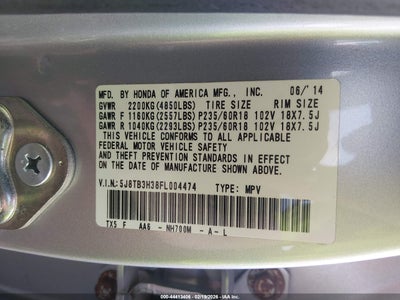 MFD. BY HONDA OF AMERICA MFG., INC. 06/'14
GVWR 2200KG(4850LBS) TIRE SIZE RIM SIZE
GAWR F 1160KG(2557LBS) P235/60R18 102V 18X7.5J
GAWR R 1040KG(2293LBS) P235/60R18 102V 18X7.5J
THIS VEHICLE CONFORMS TO ALL APPLICABLE
FEDERAL MOTOR VEHICLE SAFETY, BUMPER,
AND THEFT PREVENTION STANDARDS IN EFFECT ON
THE DATE OF MANUFACTURE SHOWN ABOVE.
V.I.N.:5J8TB3H38FL004474 TYPE: MPV
TX5 F AA6- NH700M -A-L
000-44413406 - 02/19/2026 - IAA, Inc.